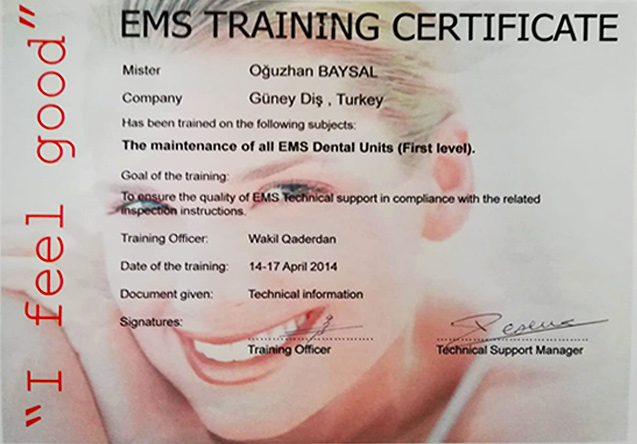 EMS TRAINING CERTIFICATE
Mister Oğuzhan BAYSAL
Company Güney Diş , Turkey
Has been trained on the following subjects:
The maintenance of all EMS Dental Units (First level).
Goal of the training:
To ensure the quality of EMS Technical support in compliance with the related
inspection instructions.
Training Officer: Wakil Qaderdan
Date of the training: 14-17 April 2014
Document given: Technical information
Signatures:
Training Officer Technical Support Manager
"I feel good"